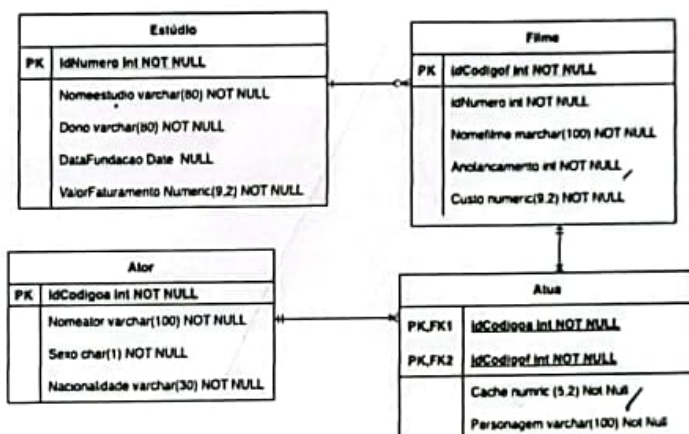 Estúdio
PK IdNumero Int NOT NULL
Nomeestudio varchar(80) NOT NULL
Dono varchar(80) NOT NULL
DataFundacao Date NULL
ValorFaturamento Numeric(9,2) NOT NULL
Filme
PK IdCodigof Int NOT NULL
IdNumero int NOT NULL
Nomefilme marchar(100) NOT NULL
Anolancamento int NOT NULL
Custo numeric(9.2) NOT NULL
Ator
PK IdCodigoa Int NOT NULL
Nomeator varchar(100) NOT NULL
Sexo char(1) NOT NULL
Nacionalidade varchar(30) NOT NULL
Atua
PK,FK1 IdCodigoa Int NOT NULL
PK,FK2 IdCodigof Int NOT NULL
Cache numric (5.2) Not Null
Personagem varchar(100) Not Null